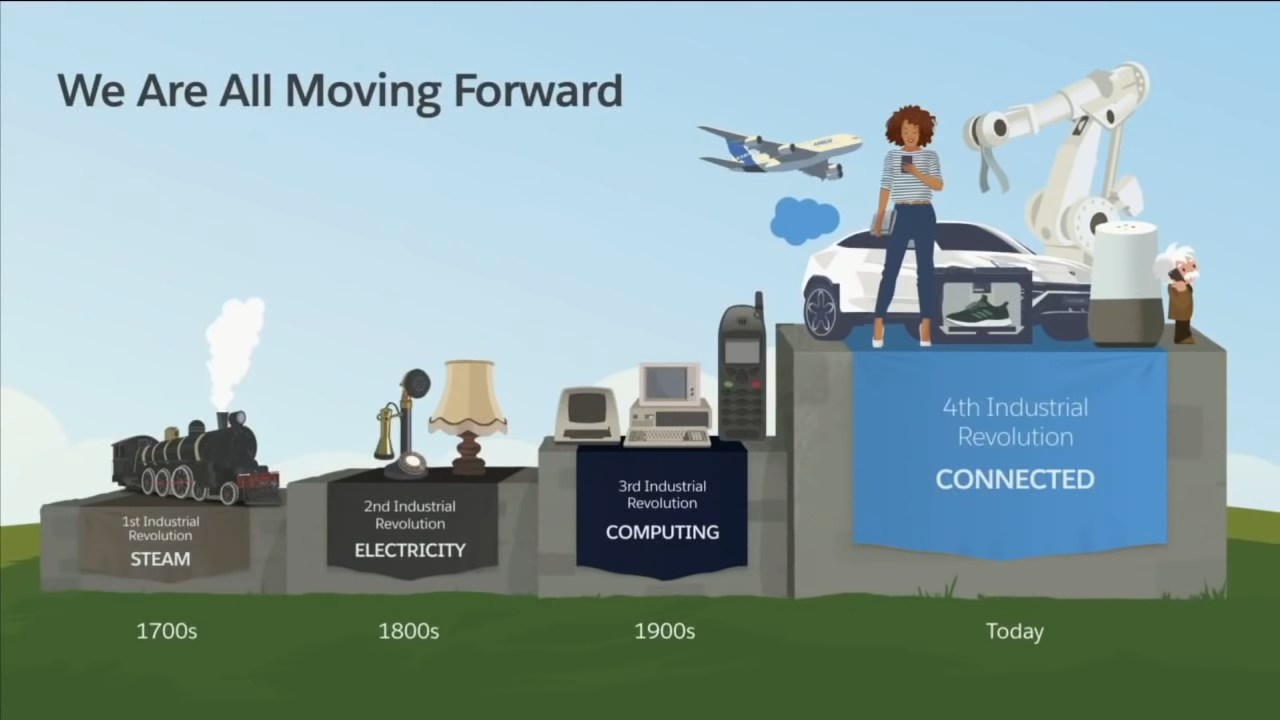 We Are All Moving Forward
AIRBUS
1st Industrial
Revolution
STEAM
2nd Industrial
Revolution
ELECTRICITY
3rd Industrial
Revolution
COMPUTING
4th Industrial
Revolution
CONNECTED
1700s
1800s
1900s
Today